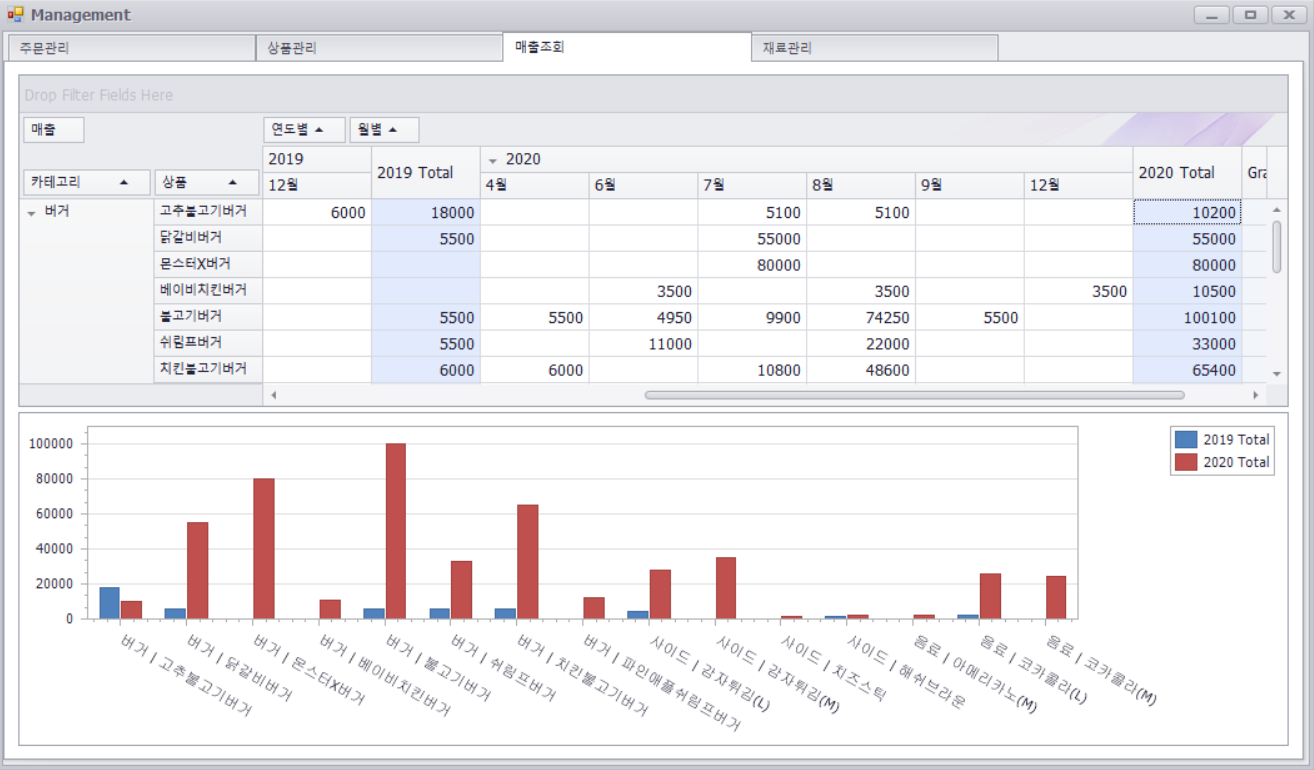 Management
주문관리 상품관리 매출조회 재료관리
Drop Filter Fields Here
매출 연도별 월별
2019 2019 Total 2020 2020 Total
카테고리 상품 12월 4월 6월 7월 8월 9월 12월
버거 고추불고기버거 6000 18000 5100 5100 10200
닭갈비버거 5500 55000 55000
몬스터X버거 80000 80000
베이비치킨버거 3500 3500 3500 10500
불고기버거 5500 5500 4950 9900 74250 5500 100100
쉬림프버거 5500 11000 22000 33000
치킨불고기버거 6000 6000 10800 48600 65400
100000
80000
60000
40000
20000
0
2019 Total
2020 Total
버거 | 고추불고기버거
버거 | 닭갈비버거
버거 | 몬스터X버거
버거 | 베이비치킨버거
버거 | 불고기버거
버거 | 쉬림프버거
버거 | 치킨불고기버거
버거 | 파인애플쉬림프버거
사이드 | 감자튀김(L)
사이드 | 감자튀김(M)
사이드 | 치즈스틱
사이드 | 해쉬브라운
음료 | 아메리카노(M)
음료 | 코카콜라(L)
음료 | 코카콜라(M)